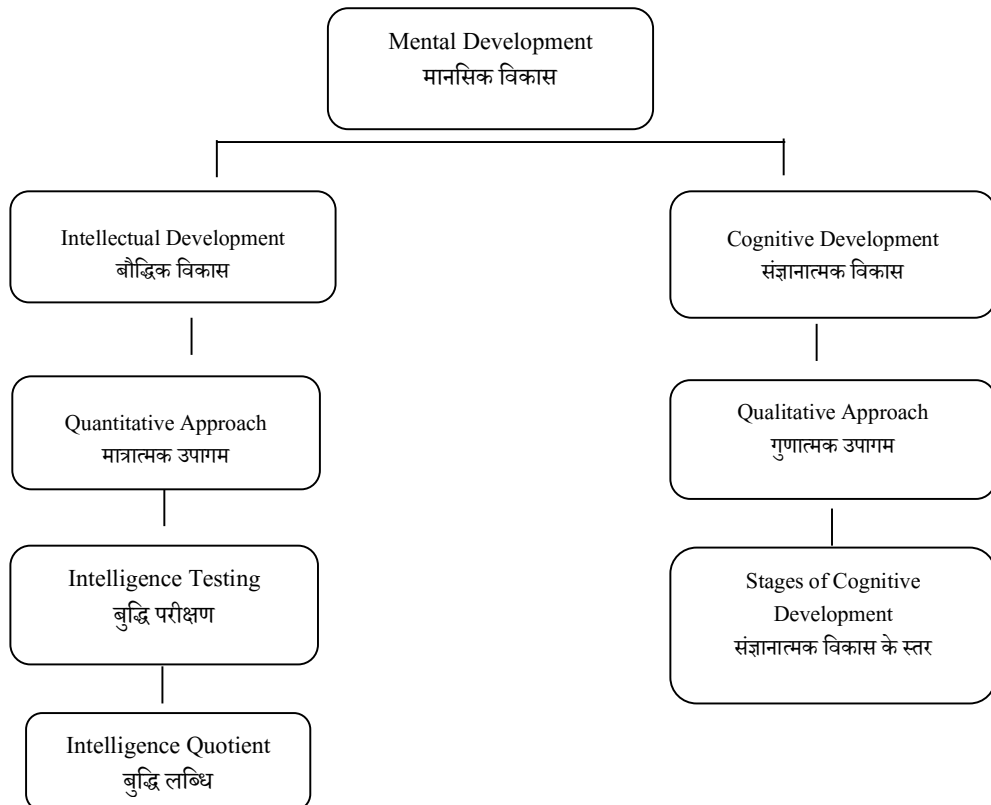 Mental Development
मानसिक विकास
Intellectual Development
बौद्धिक विकास
Cognitive Development
संज्ञानात्मक विकास
Quantitative Approach
मात्रात्मक उपागम
Qualitative Approach
गुणात्मक उपागम
Intelligence Testing
बुद्धि परीक्षण
Stages of Cognitive
Development
संज्ञानात्मक विकास के स्तर
Intelligence Quotient
बुद्धि लब्धि